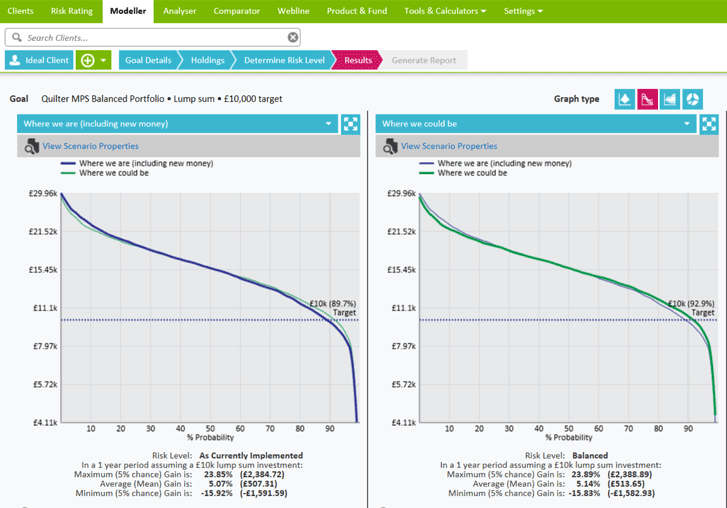 Clients Risk Rating Modeller Analyser Comparator Webline Product & Fund Tools & Calculators Settings
Search Clients...
Ideal Client Goal Details Holdings Determine Risk Level Results Generate Report
Goal Quilter MPS Balanced Portfolio • Lump sum • £10,000 target Graph type
Where we are (including new money)
View Scenario Properties
Where we are (including new money)
Where we could be
£29.96k
£21.52k
£15.45k
£11.1k
£7.97k
£5.72k
£4.11k
£10k (89.7%)
Target
10 20 30 40 50 60 70 80 90
% Probability
Risk Level: As Currently Implemented
In a 1 year period assuming a £10k lump sum investment:
Maximum (5% chance) Gain is: 23.85% (£2,384.72)
Average (Mean) Gain is: 5.07% (£507.31)
Minimum (5% chance) Gain is: -15.92% (-£1,591.59)
Where we could be
View Scenario Properties
Where we are (including new money)
Where we could be
£29.96k
£21.52k
£15.45k
£11.1k
£7.97k
£5.72k
£4.11k
£10k (92.9%)
Target
10 20 30 40 50 60 70 80 90
% Probability
Risk Level: Balanced
In a 1 year period assuming a £10k lump sum investment:
Maximum (5% chance) Gain is: 23.89% (£2,388.89)
Average (Mean) Gain is: 5.14% (£513.65)
Minimum (5% chance) Gain is: -15.83% (-£1,582.93)